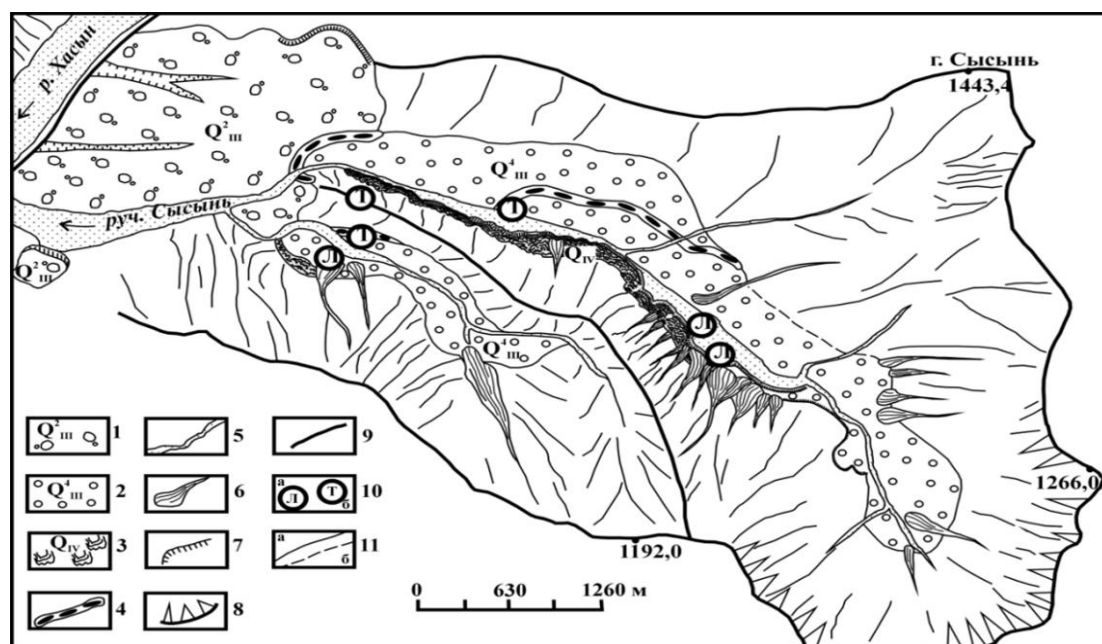 г. Сысынь
1443,4
р. Хасын
Q²III
Q⁴III
руч. Сысынь
Т
Т
Т
Л
QIV
Q²III
Л
Л
Q⁴III
1266,0
1192,0
Q²III 1
5
9
Q⁴III 2
6
а Л Т б 10
QIV 3
7
а б 11
4
8
0 630 1260 м